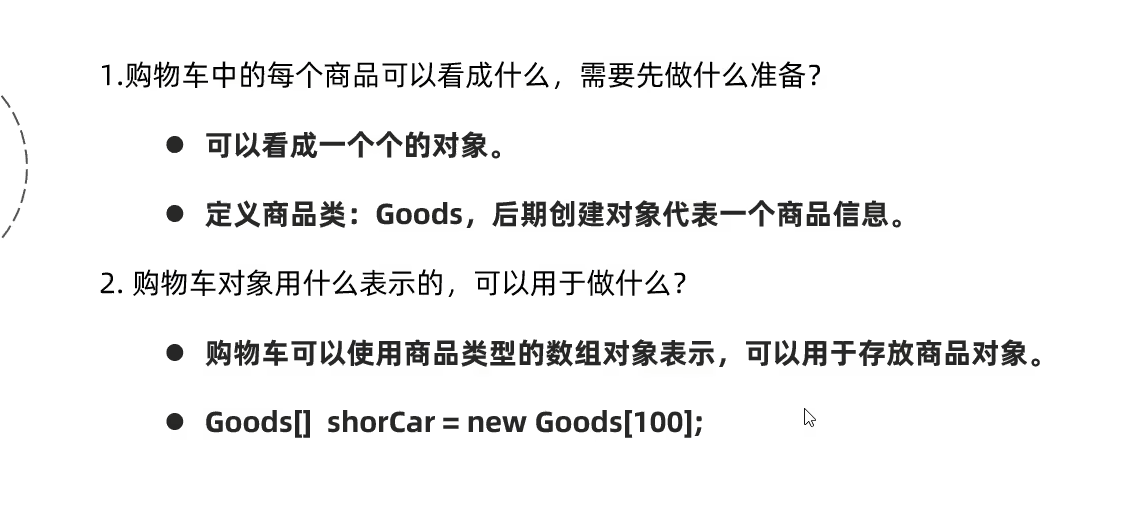 1.购物车中的每个商品可以看成什么，需要先做什么准备？
● 可以看成一个个的对象。
● 定义商品类：Goods，后期创建对象代表一个商品信息。
2. 购物车对象用什么表示的，可以用于做什么？
● 购物车可以使用商品类型的数组对象表示，可以用于存放商品对象。
● Goods[]  shorCar = new Goods[100];